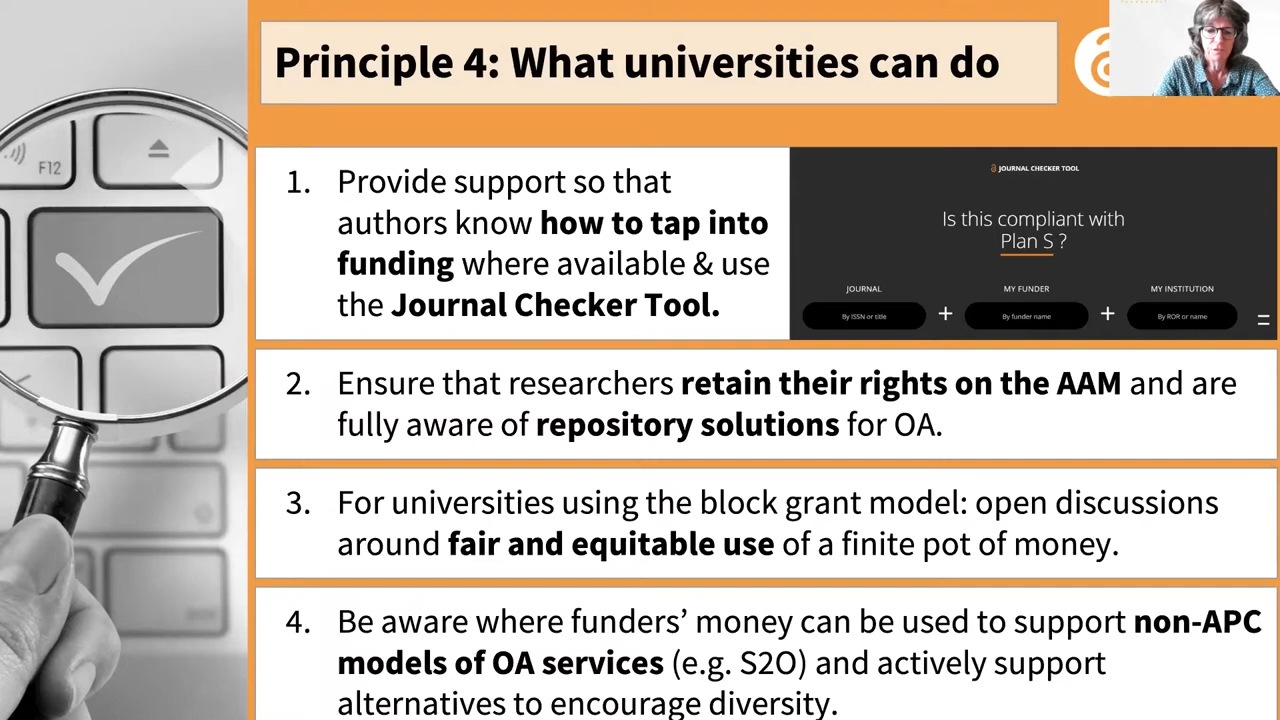 Principle 4: What universities can do
F12
1. Provide support so that
authors know how to tap into
funding where available & use
the Journal Checker Tool.
JOURNAL CHECKER TOOL
Is this compliant with
Plan S ?
JOURNAL
MY FUNDER
MY INSTITUTION
By ISSN or title
+
By funder name
+
By ROR or name
=
2. Ensure that researchers retain their rights on the AAM and are
fully aware of repository solutions for OA.
3. For universities using the block grant model: open discussions
around fair and equitable use of a finite pot of money.
4. Be aware where funders’ money can be used to support non-APC
models of OA services (e.g. S2O) and actively support
alternatives to encourage diversity.